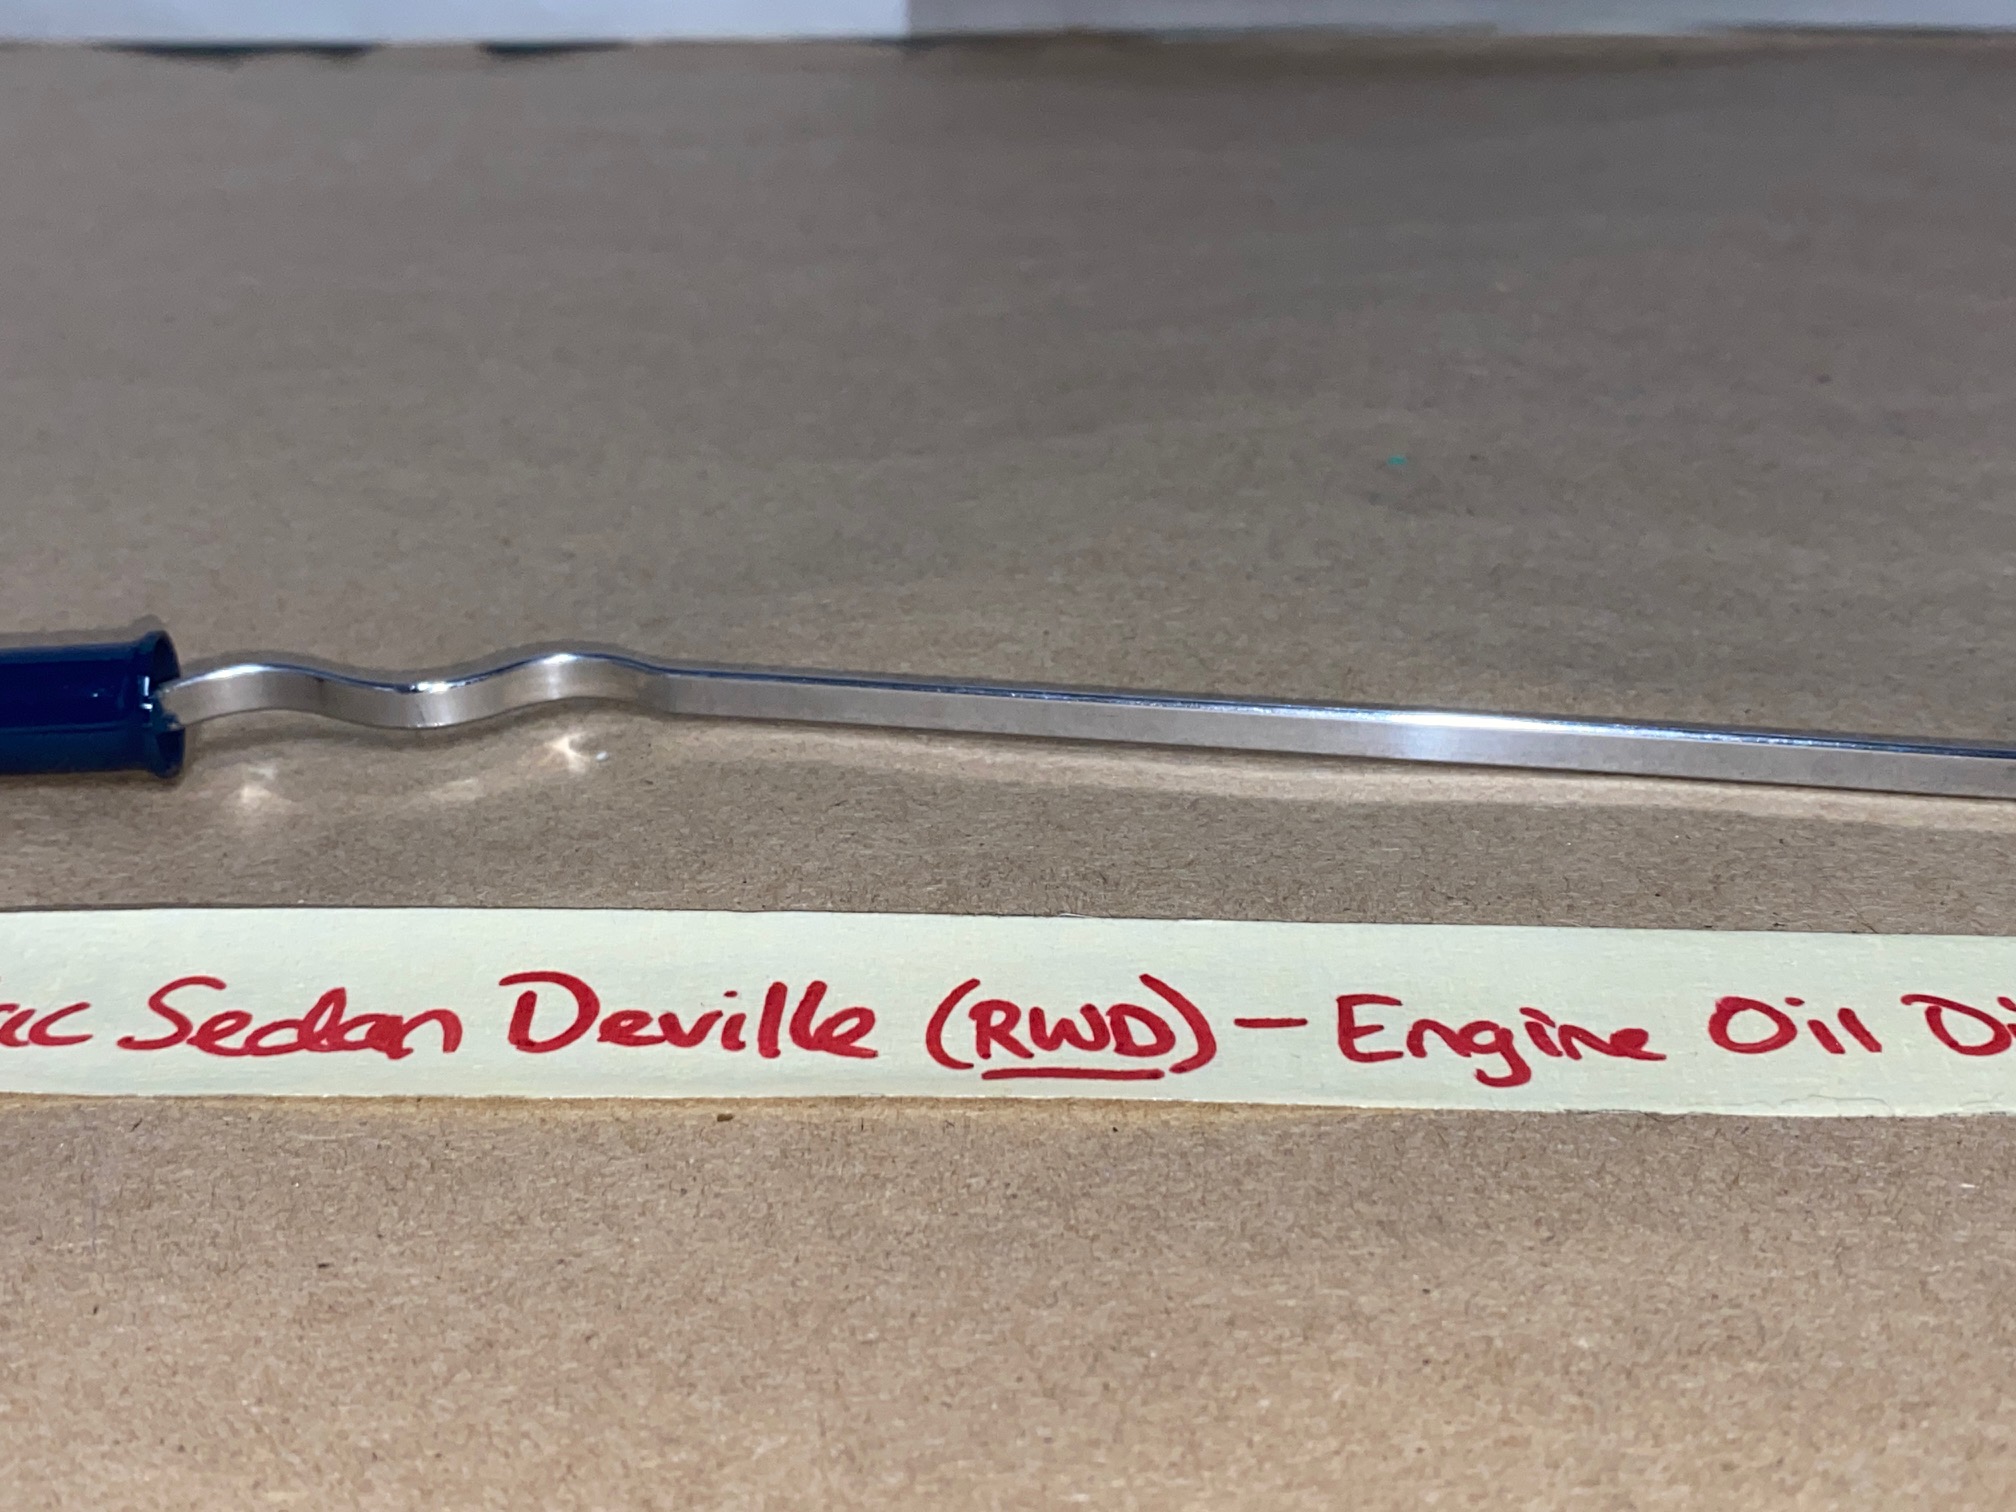 Sedan Deville (RWD) - Engine Oil